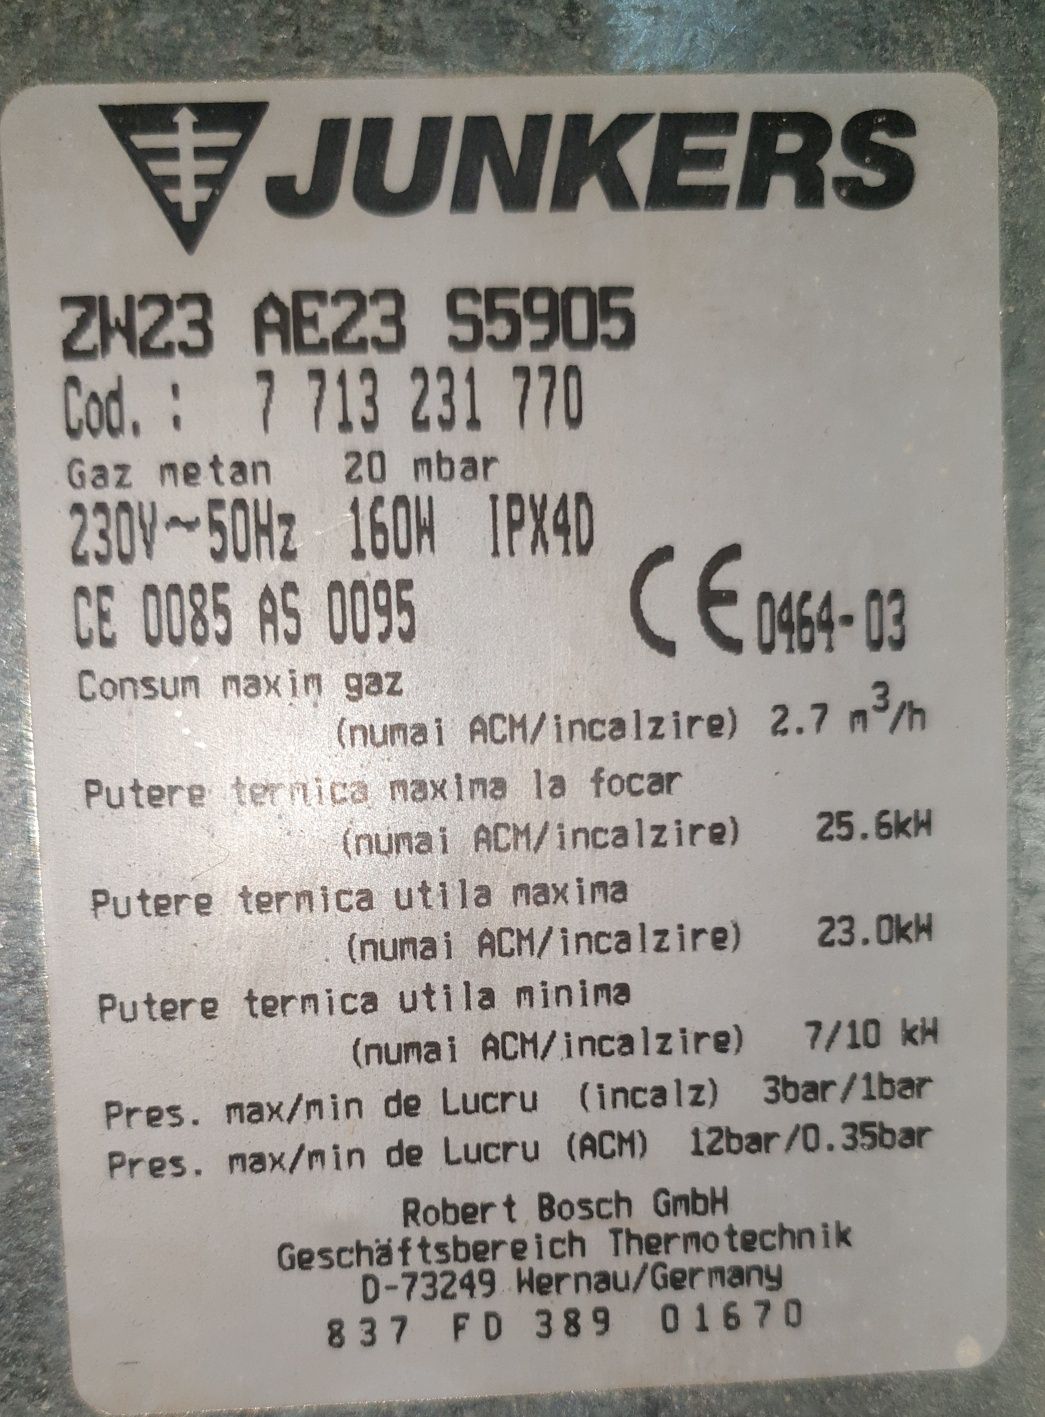 JUNKERS
ZW23 AE23 S5905
Cod. : 7 713 231 770
Gaz metan 20 mbar
230V~50Hz 160W IPX4D
CE 0085 AS 0095
CE 0464-03
Consum maxim gaz
(numai ACM/incalzire) 2.7 m³/h
Putere termica maxima la focar
(numai ACM/incalzire) 25.6kW
Putere termica utila maxima
(numai ACM/incalzire) 23.0kW
Putere termica utila minima
(numai ACM/incalzire) 7/10 kW
Pres. max/min de Lucru (incalz) 3bar/1bar
Pres. max/min de Lucru (ACM) 12bar/0.35bar
Robert Bosch GmbH
Geschäftsbereich Thermotechnik
D-73249 Wernau/Germany
837 FD 389 01670